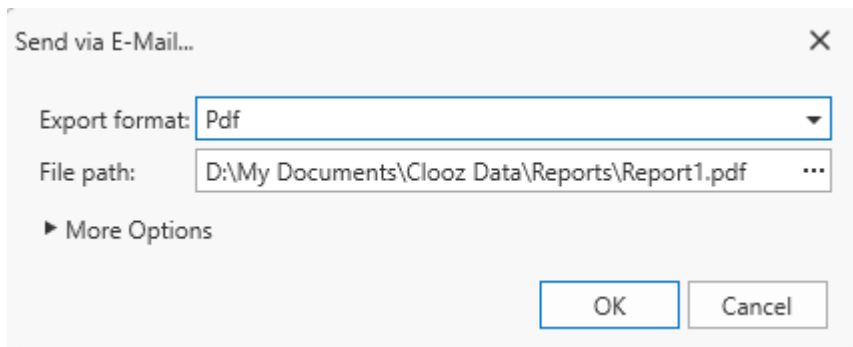 Send via E-Mail...
Export format: Pdf
File path: D:\My Documents\Clooz Data\Reports\Report1.pdf ...
More Options
OK Cancel